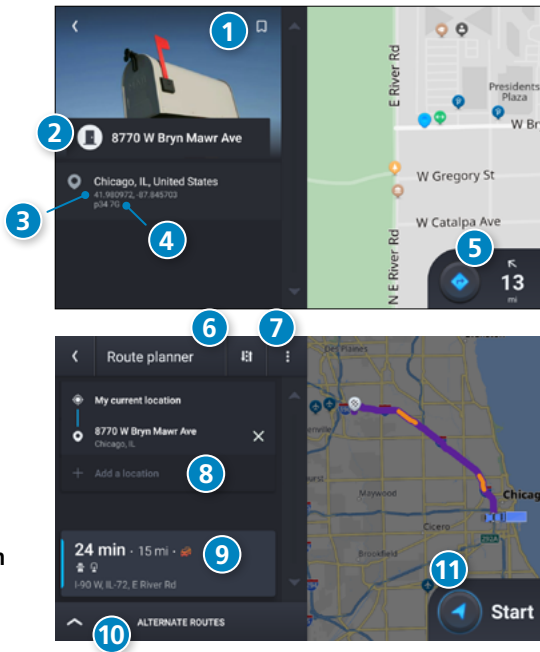 1
2
8770 W Bryn Mawr Ave
Chicago, IL, United States
41.980972, -87.845703
p34 7G
3
4
E River Rd
Presidents
Plaza
W Br
W Gregory St
W Catalpa Ave
N E River Rd
5
13
mi
6
7
Route planner
My current location
8770 W Bryn Mawr Ave
Chicago, IL
Add a location
8
24 min · 15 mi ·
9
I-90 W, IL-72, E River Rd
10
ALTERNATE ROUTES
n
Des Plaines
Maywood
Cicero
Brookfield
Chicag
11
Start